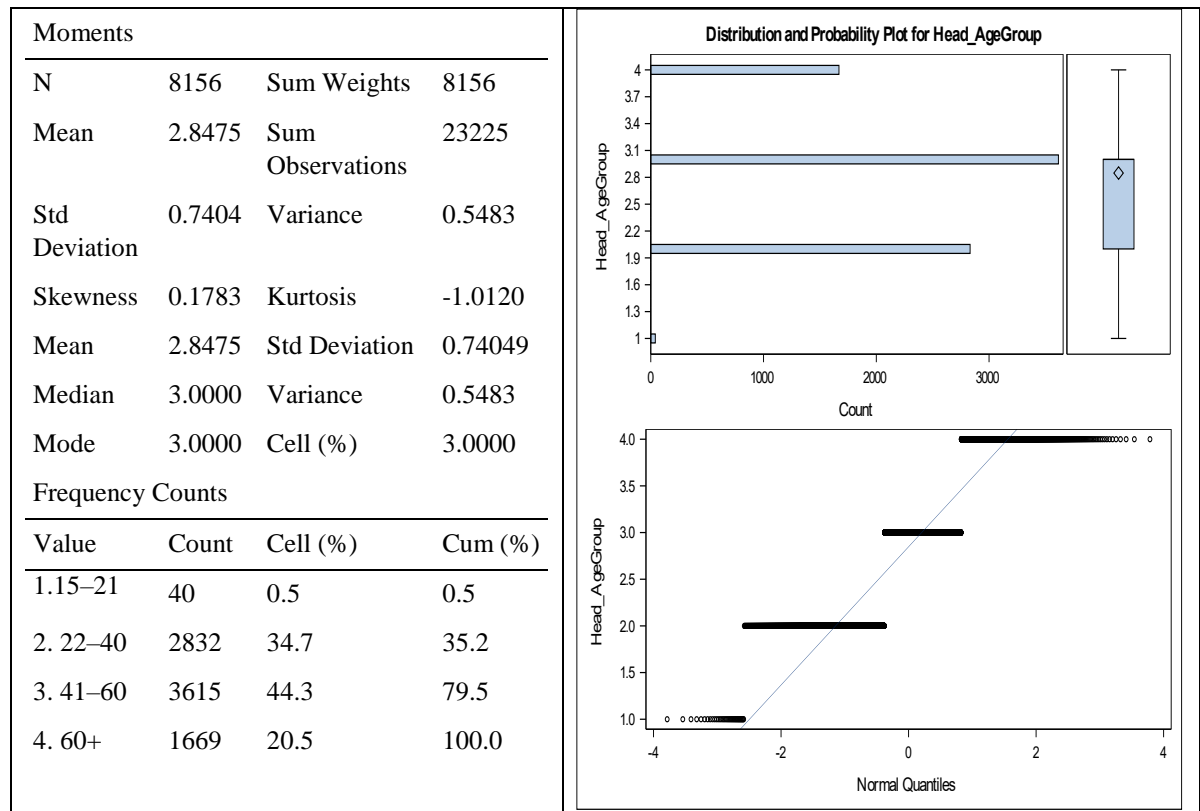 Moments
N 8156 Sum Weights 8156
Mean 2.8475 Sum Observations 23225
Std Deviation 0.7404 Variance 0.5483
Skewness 0.1783 Kurtosis -1.0120
Mean 2.8475 Std Deviation 0.74049
Median 3.0000 Variance 0.5483
Mode 3.0000 Cell (%) 3.0000
Frequency Counts
Value Count Cell (%) Cum (%)
1.15–21 40 0.5 0.5
2. 22–40 2832 34.7 35.2
3. 41–60 3615 44.3 79.5
4. 60+ 1669 20.5 100.0
Distribution and Probability Plot for Head_AgeGroup
4
3.7
3.4
3.1
2.8
2.5
2.2
1.9
1.6
1.3
1
Head_AgeGroup
0 1000 2000 3000
Count
4.0
3.5
3.0
2.5
2.0
1.5
1.0
Head_AgeGroup
-4 -2 0 2 4
Normal Quantiles